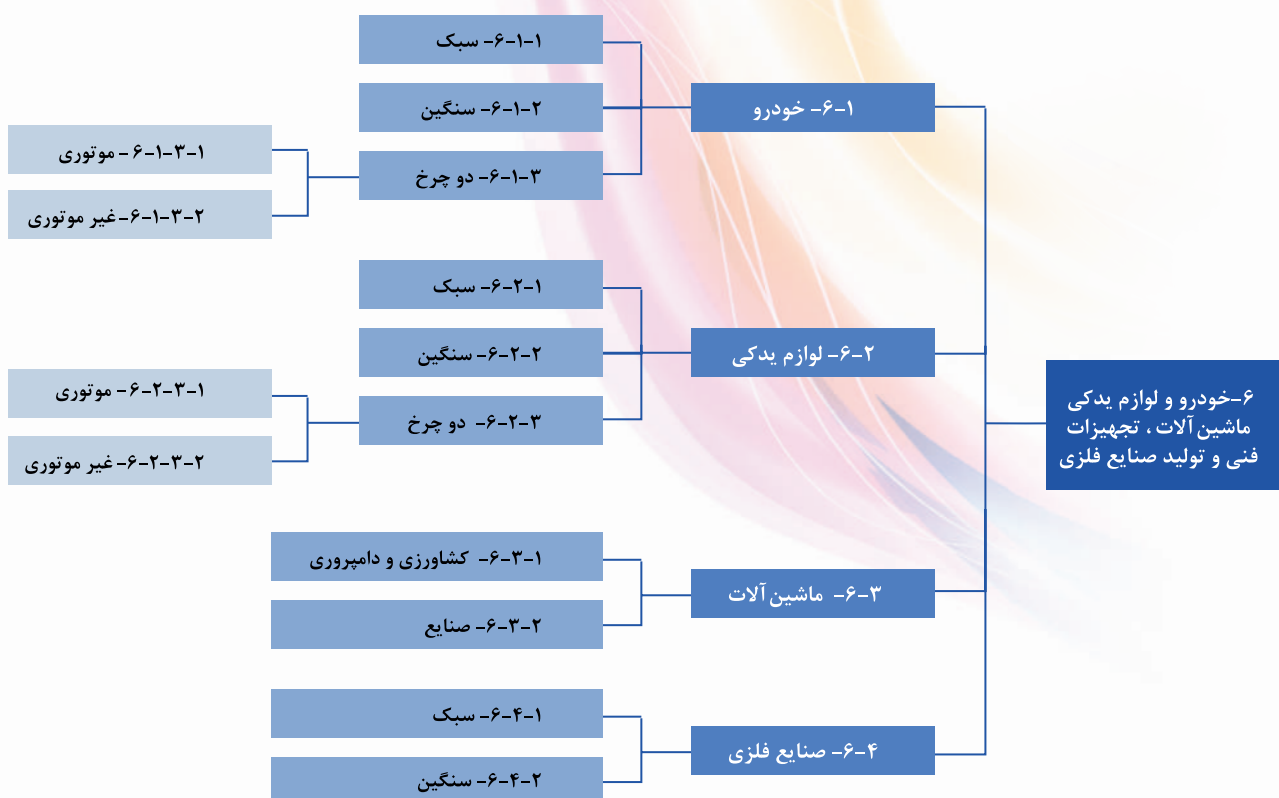 ۶-خودرو و لوازم یدکی
ماشین آلات ، تجهیزات
فنی و تولید صنایع فلزی
۶-۱- خودرو
۶-۱-۱- سبک
۶-۱-۲- سنگین
۶-۱-۳- دو چرخ
۶-۱-۳-۱- موتوری
۶-۱-۳-۲-غیر موتوری
۶-۲- لوازم یدکی
۶-۲-۱- سبک
۶-۲-۲- سنگین
۶-۲-۳- دو چرخ
۶-۲-۳-۱- موتوری
۶-۲-۳-۲- غیر موتوری
۶-۳- ماشین آلات
۶-۳-۱- کشاورزی و دامپروری
۶-۳-۲- صنایع
۶-۴- صنایع فلزی
۶-۴-۱- سبک
۶-۴-۲- سنگین